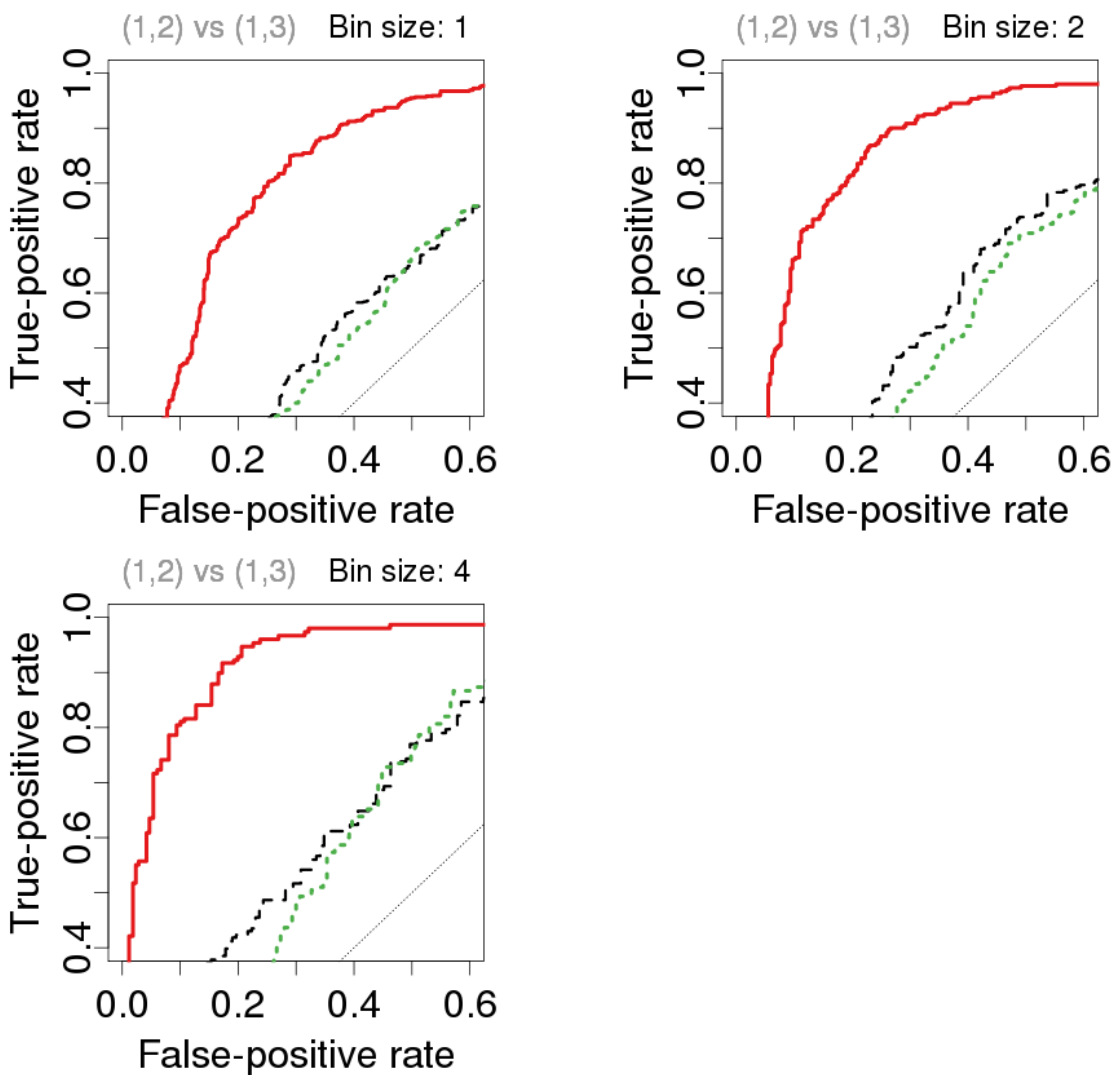 (1,2) vs (1,3) Bin size: 1
True-positive rate
1.0
0.8
0.6
0.4
0.0 0.2 0.4 0.6
False-positive rate
(1,2) vs (1,3) Bin size: 2
True-positive rate
1.0
0.8
0.6
0.4
0.0 0.2 0.4 0.6
False-positive rate
(1,2) vs (1,3) Bin size: 4
True-positive rate
1.0
0.8
0.6
0.4
0.0 0.2 0.4 0.6
False-positive rate